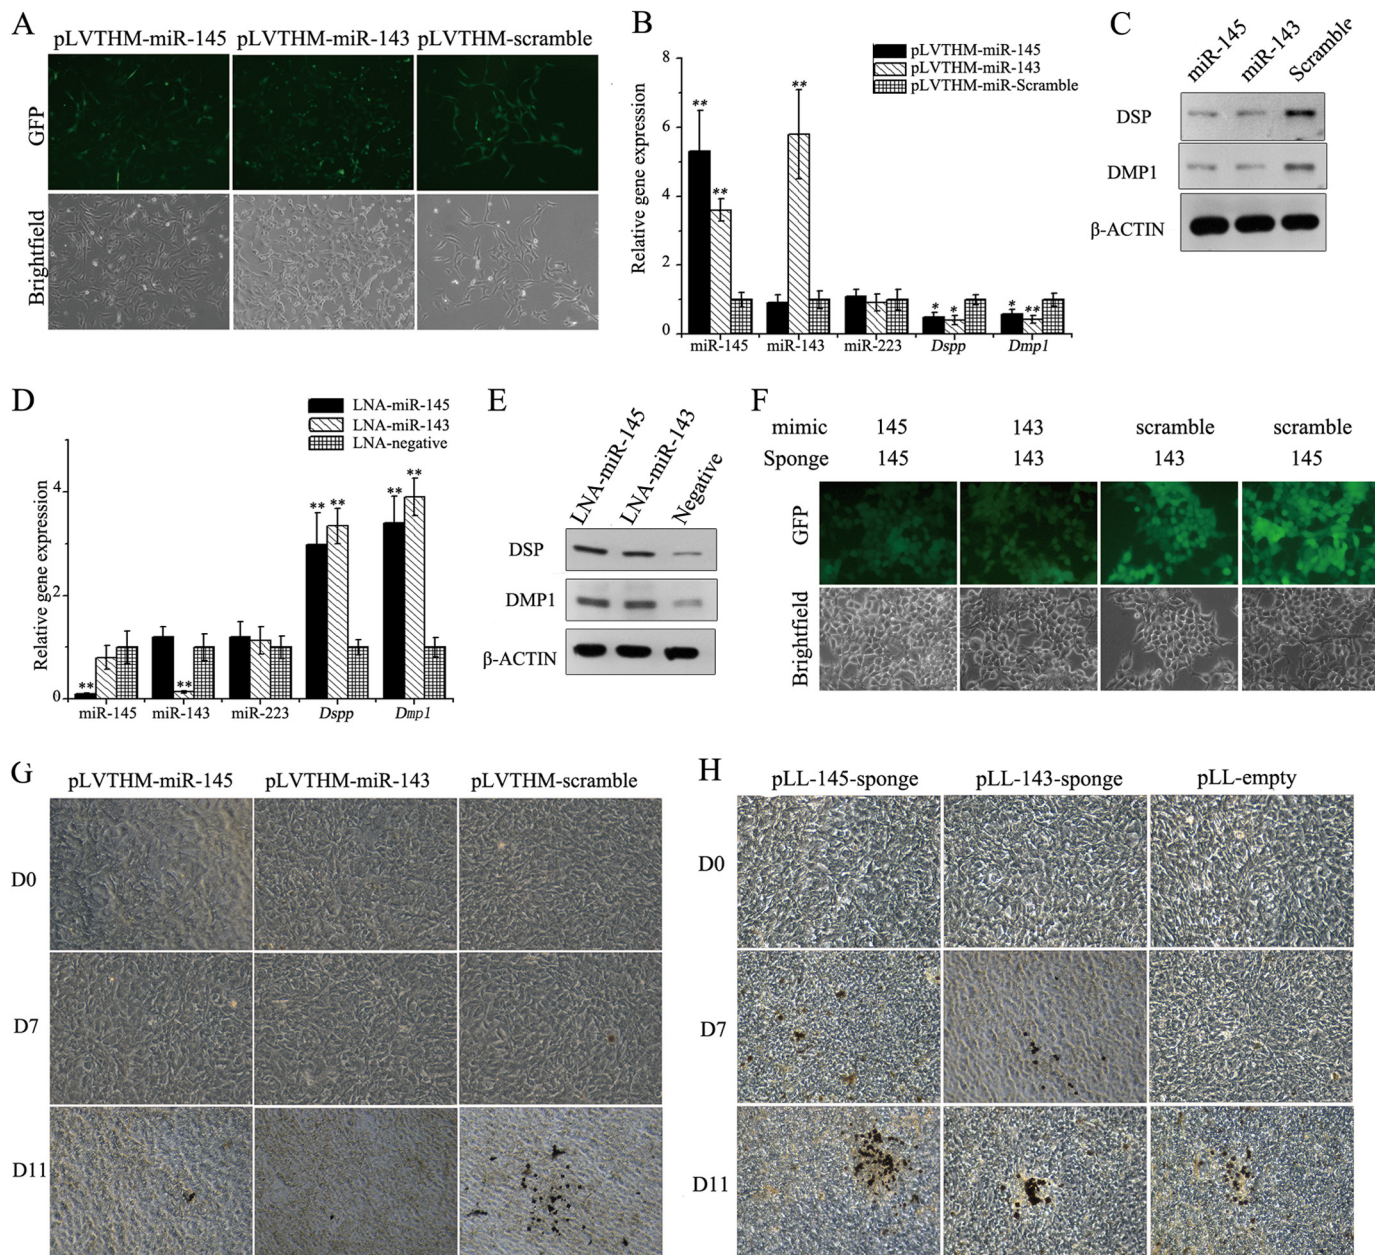 A
pLVTHM-miR-145 pLVTHM-miR-143 pLVTHM-scramble
GFP
Brightfield
B
pLVTHM-miR-145
pLVTHM-miR-143
pLVTHM-miR-Scramble
Relative gene expression
8
6
4
2
0
** ** ** * * * **
miR-145 miR-143 miR-223 Dspp Dmp1
C
miR-145 miR-143 Scramble
DSP
DMP1
β-ACTIN
D
LNA-miR-145
LNA-miR-143
LNA-negative
Relative gene expression
4
2
0
** ** ** ** ** **
miR-145 miR-143 miR-223 Dspp Dmp1
E
LNA-miR-145 LNA-miR-143 Negative
DSP
DMP1
β-ACTIN
F
mimic 145 143 scramble scramble
Sponge 145 143 143 145
GFP
Brightfield
G
pLVTHM-miR-145 pLVTHM-miR-143 pLVTHM-scramble
D0
D7
D11
H
pLL-145-sponge pLL-143-sponge pLL-empty
D0
D7
D11